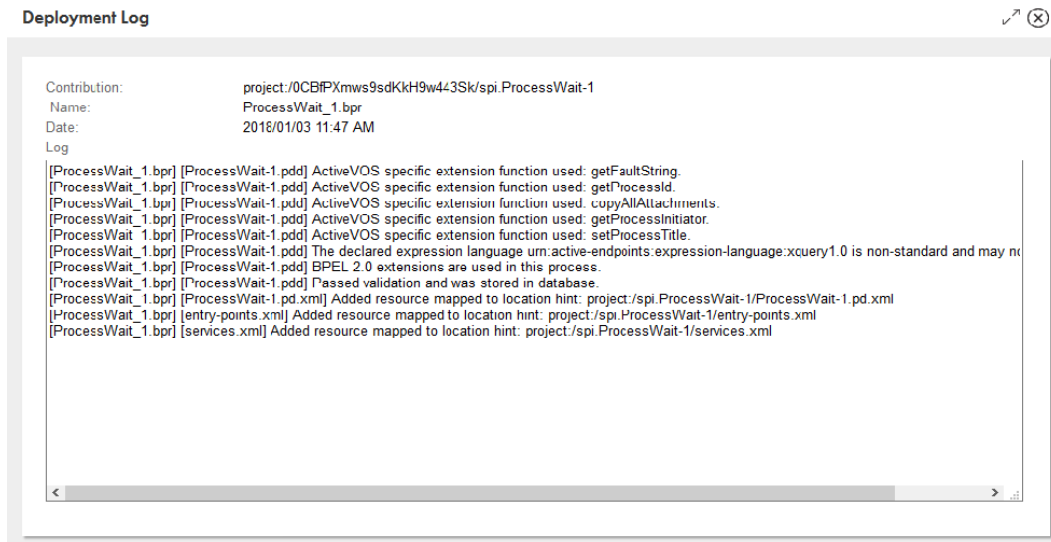 Deployment Log
Contribution: project:/0CBfPXmws9sdKkH9w443Sk/spi.ProcessWait-1
Name: ProcessWait_1.bpr
Date: 2018/01/03 11:47 AM
Log
[ProcessWait_1.bpr] [ProcessWait-1.pdd] ActiveVOS specific extension function used: getFaultString.
[ProcessWait_1.bpr] [ProcessWait-1.pdd] ActiveVOS specific extension function used: getProcessId.
[ProcessWait_1.bpr] [ProcessWait-1.pdd] ActiveVOS specific extension function used: copyAllAttachments.
[ProcessWait_1.bpr] [ProcessWait-1.pdd] ActiveVOS specific extension function used: getProcessInitiator.
[ProcessWait_1.bpr] [ProcessWait-1.pdd] ActiveVOS specific extension function used: setProcessTitle.
[ProcessWait_1.bpr] [ProcessWait-1.pdd] The declared expression language urn:active-endpoints:expression-language:xquery1.0 is non-standard and may
[ProcessWait_1.bpr] [ProcessWait-1.pdd] BPEL 2.0 extensions are used in this process.
[ProcessWait_1.bpr] [ProcessWait-1.pdd] Passed validation and was stored in database.
[ProcessWait_1.bpr] [ProcessWait-1.pd.xml] Added resource mapped to location hint: project:/spi.ProcessWait-1/ProcessWait-1.pd.xml
[ProcessWait_1.bpr] [entry-points.xml] Added resource mapped to location hint: project:/spi.ProcessWait-1/entry-points.xml
[ProcessWait_1.bpr] [services.xml] Added resource mapped to location hint: project:/spi.ProcessWait-1/services.xml